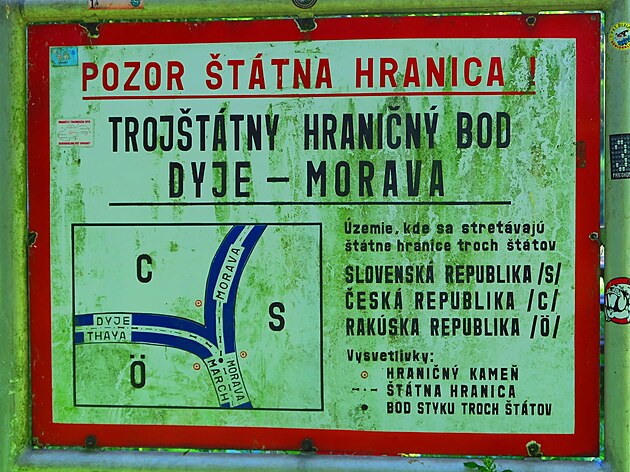 POZOR ŠTÁTNA HRANICA !
TROJŠTÁTNY HRANIČNÝ BOD
DYJE – MORAVA
Územie, kde sa stretávajú
štátne hranice troch štátov
SLOVENSKÁ REPUBLIKA /S/
ČESKÁ REPUBLIKA /C/
RAKÚSKA REPUBLIKA /Ö/
Vysvetlivky:
HRANIČNÝ KAMEŇ
ŠTÁTNA HRANICA
BOD STYKU TROCH ŠTÁTOV
C
MORAVA
S
DYJE
THAYA
Ö
MARCH
MORAVA